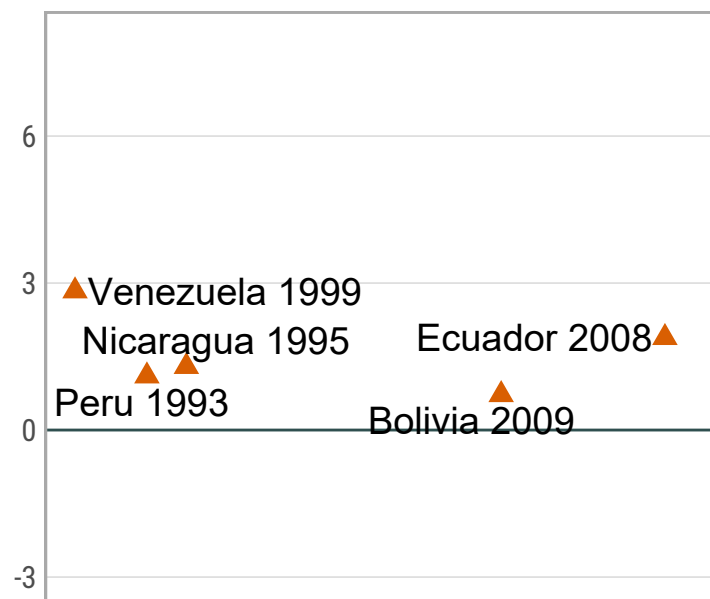 6
3
Venezuela 1999
Nicaragua 1995
Ecuador 2008
Peru 1993
Bolivia 2009
0
-3